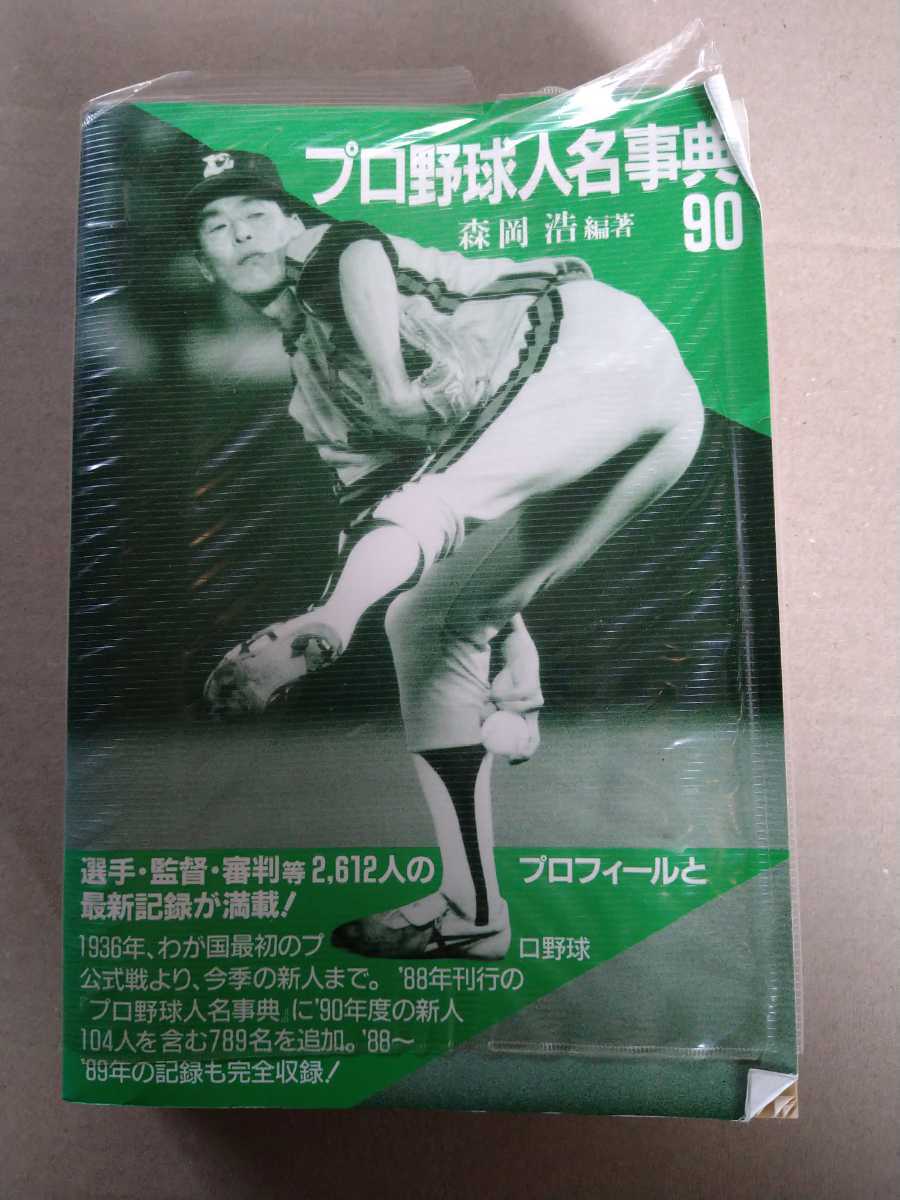 プロ野球人名事典
90
森岡 浩 編著
選手・監督・審判等2,612人の プロフィールと
最新記録が満載!
1936年、わが国最初のプ ロ野球
公式戦より、今季の新人まで。'88年刊行の
『プロ野球人名事典』に'90年度の新人
104人を含む789名を追加。'88〜
'89年の記録も完全収録!